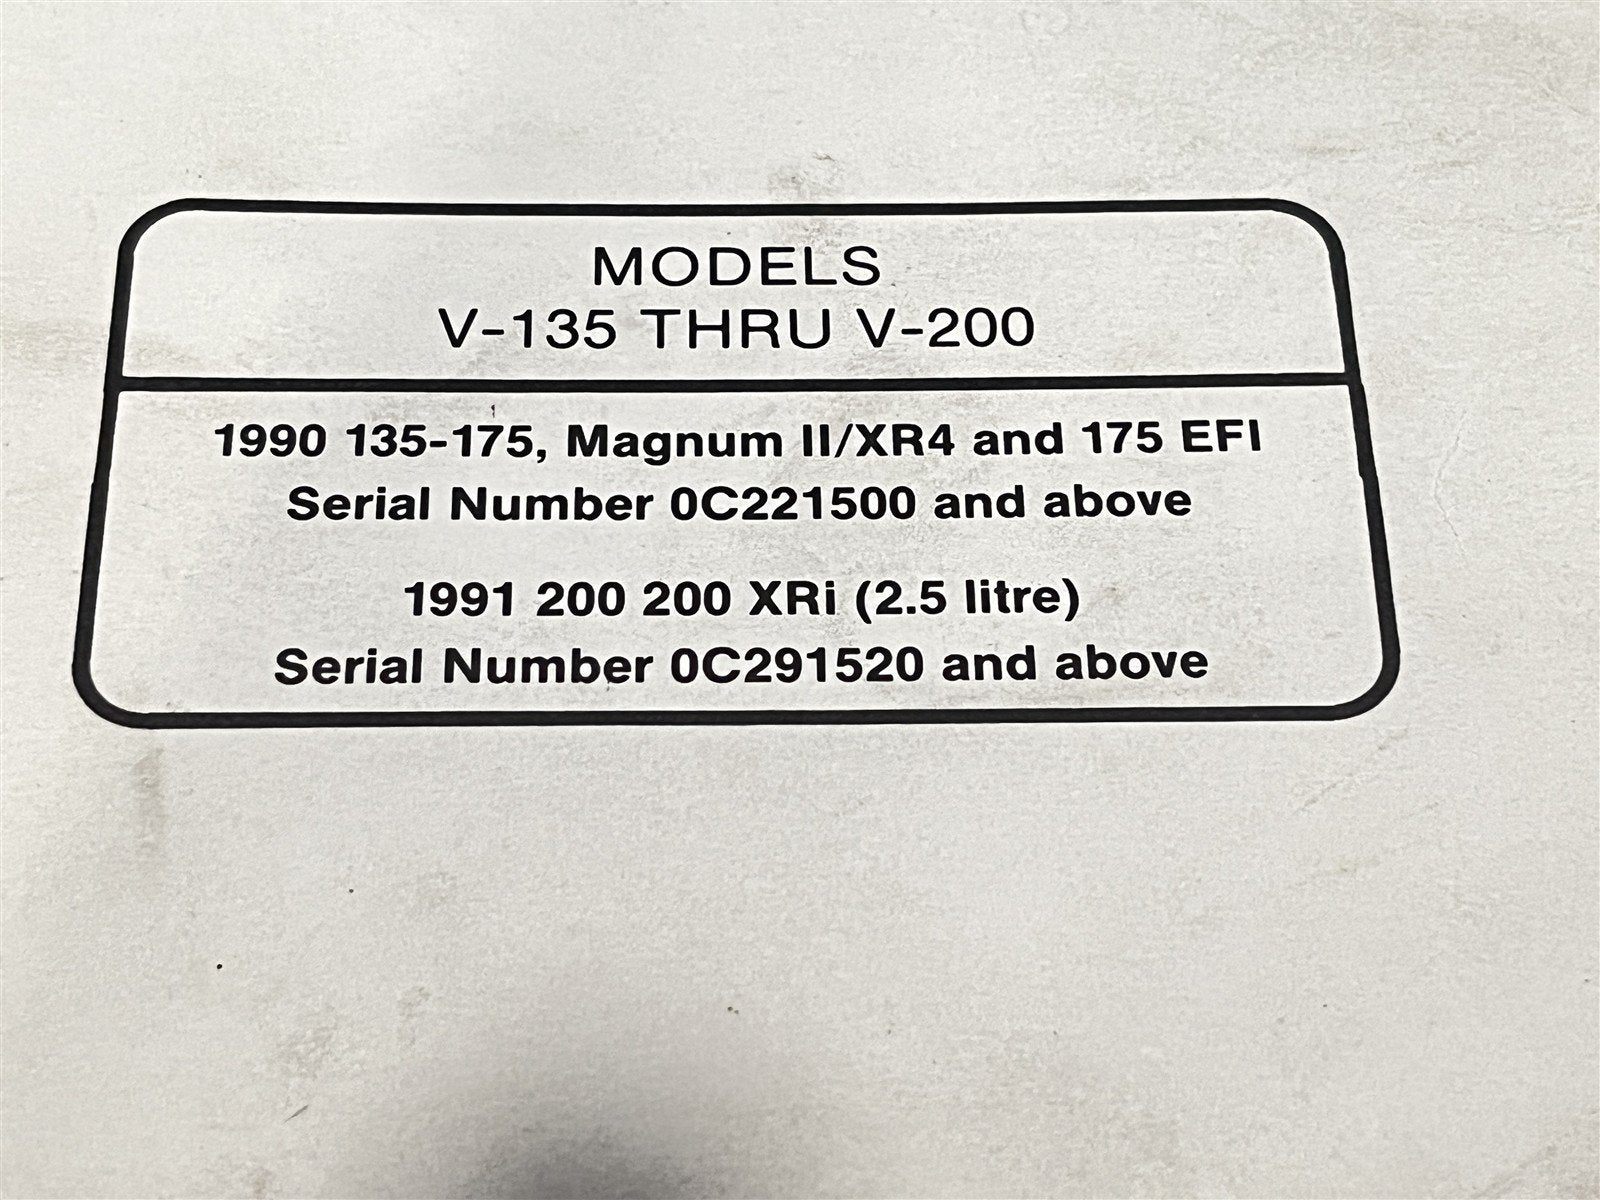 MODELS
V-135 THRU V-200
1990 135-175, Magnum II/XR4 and 175 EFI
Serial Number 0C221500 and above
1991 200 200 XRi (2.5 litre)
Serial Number 0C291520 and above